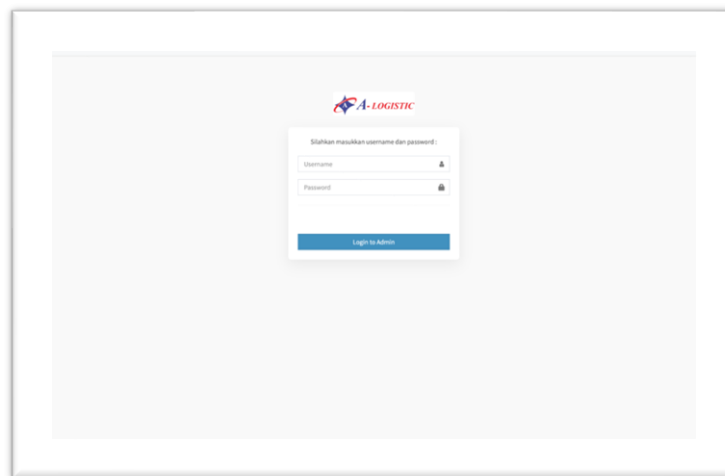 A-LOGISTIC
Silahkan masukkan username dan password :
Username
Password
Login to Admin